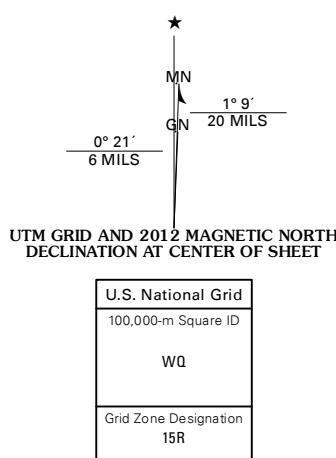 ★
MN
1° 9´
20 MILS
GN
0° 21´
6 MILS
UTM GRID AND 2012 MAGNETIC NORTH
DECLINATION AT CENTER OF SHEET
U.S. National Grid
100,000-m Square ID
WQ
Grid Zone Designation
15R